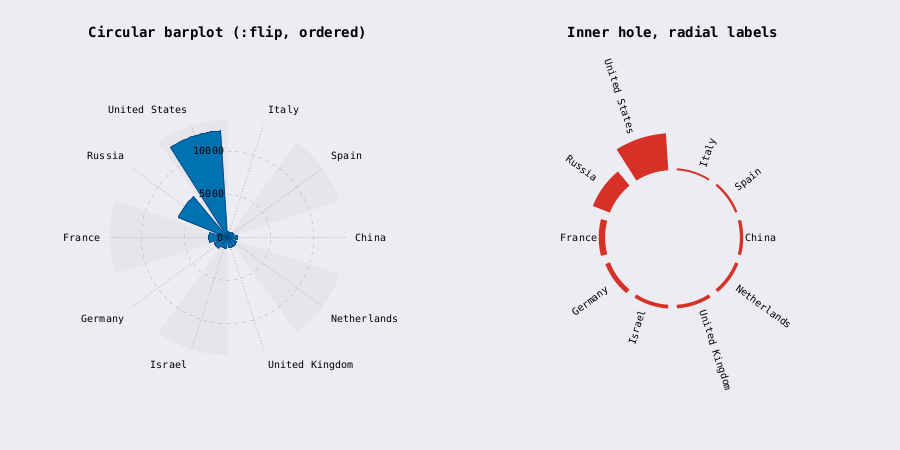 Circular barplot (:flip, ordered)
United States
Italy
Russia
Spain
10000
5000
France
0
China
Germany
Netherlands
Israel
United Kingdom
Inner hole, radial labels
United States
Italy
Russia
Spain
France
China
Germany
Netherlands
Israel
United Kingdom